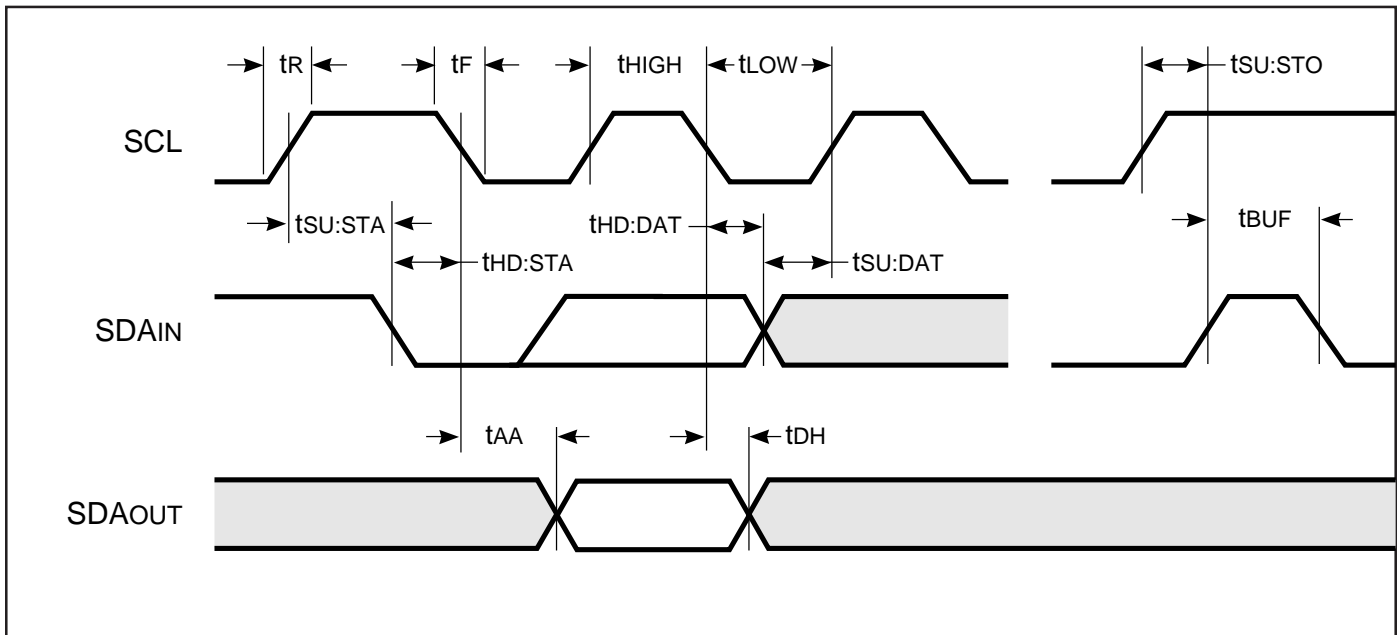 tR
tF
tHIGH
tLOW
tSU:STO
SCL
tSU:STA
tHD:DAT
tBUF
tHD:STA
tSU:DAT
SDAIN
tAA
tDH
SDAOUT